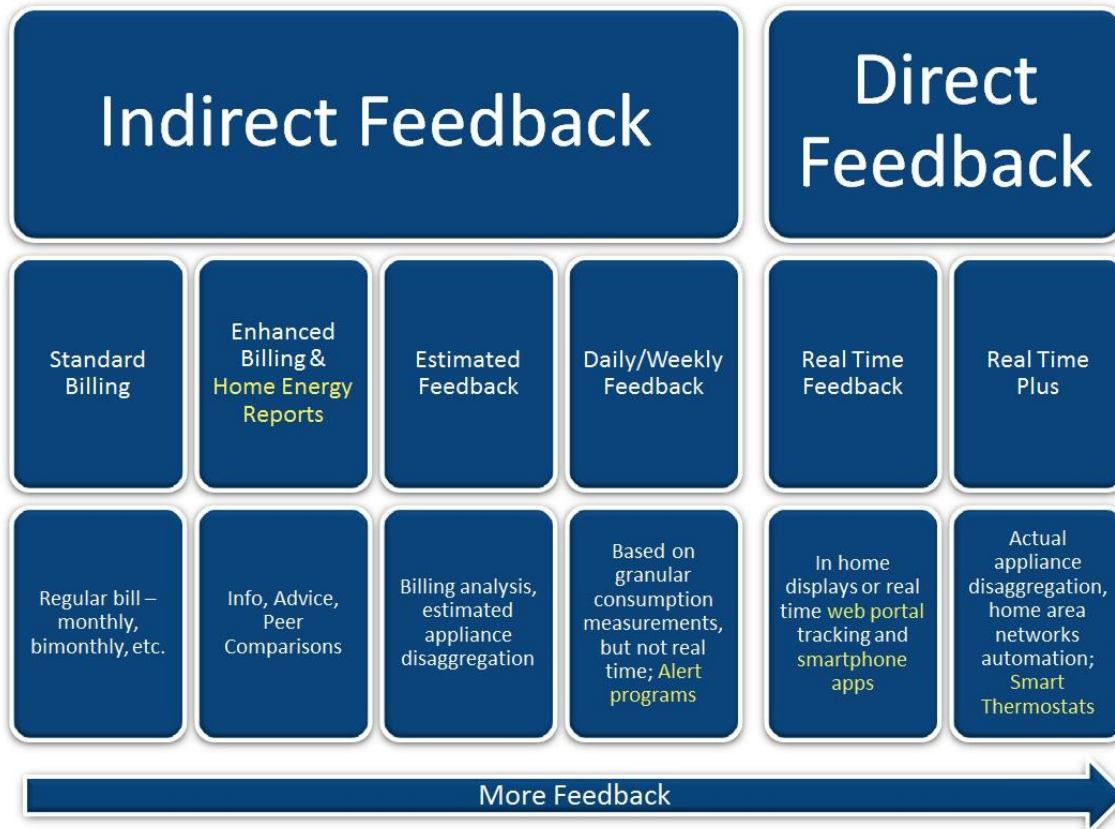 Indirect Feedback
Direct
Feedback
Standard
Billing
Enhanced
Billing &
Home Energy
Reports
Estimated
Feedback
Daily/Weekly
Feedback
Real Time
Feedback
Real Time
Plus
Regular bill –
monthly,
bimonthly, etc.
Info, Advice,
Peer
Comparisons
Billing analysis,
estimated
appliance
disaggregation
Based on
granular
consumption
measurements,
but not real
time; Alert
programs
In home
displays or real
time web portal
tracking and
smartphone
apps
Actual
appliance
disaggregation,
home area
networks
automation;
Smart
Thermostats
More Feedback